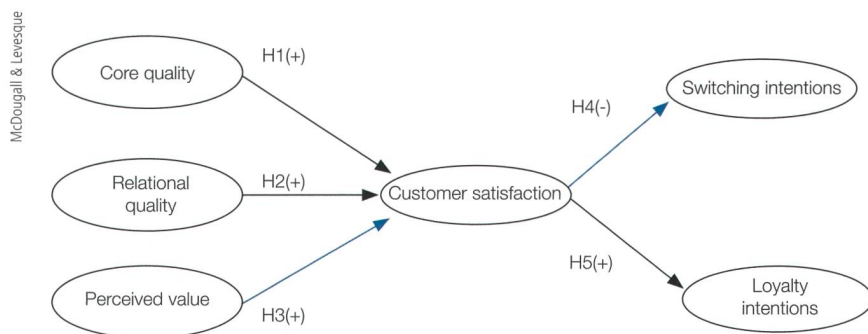 McDougall & Levesque
Core quality
H1(+)
Relational
quality
H2(+)
Perceived value
H3(+)
Customer satisfaction
H4(-)
Switching intentions
H5(+)
Loyalty
intentions